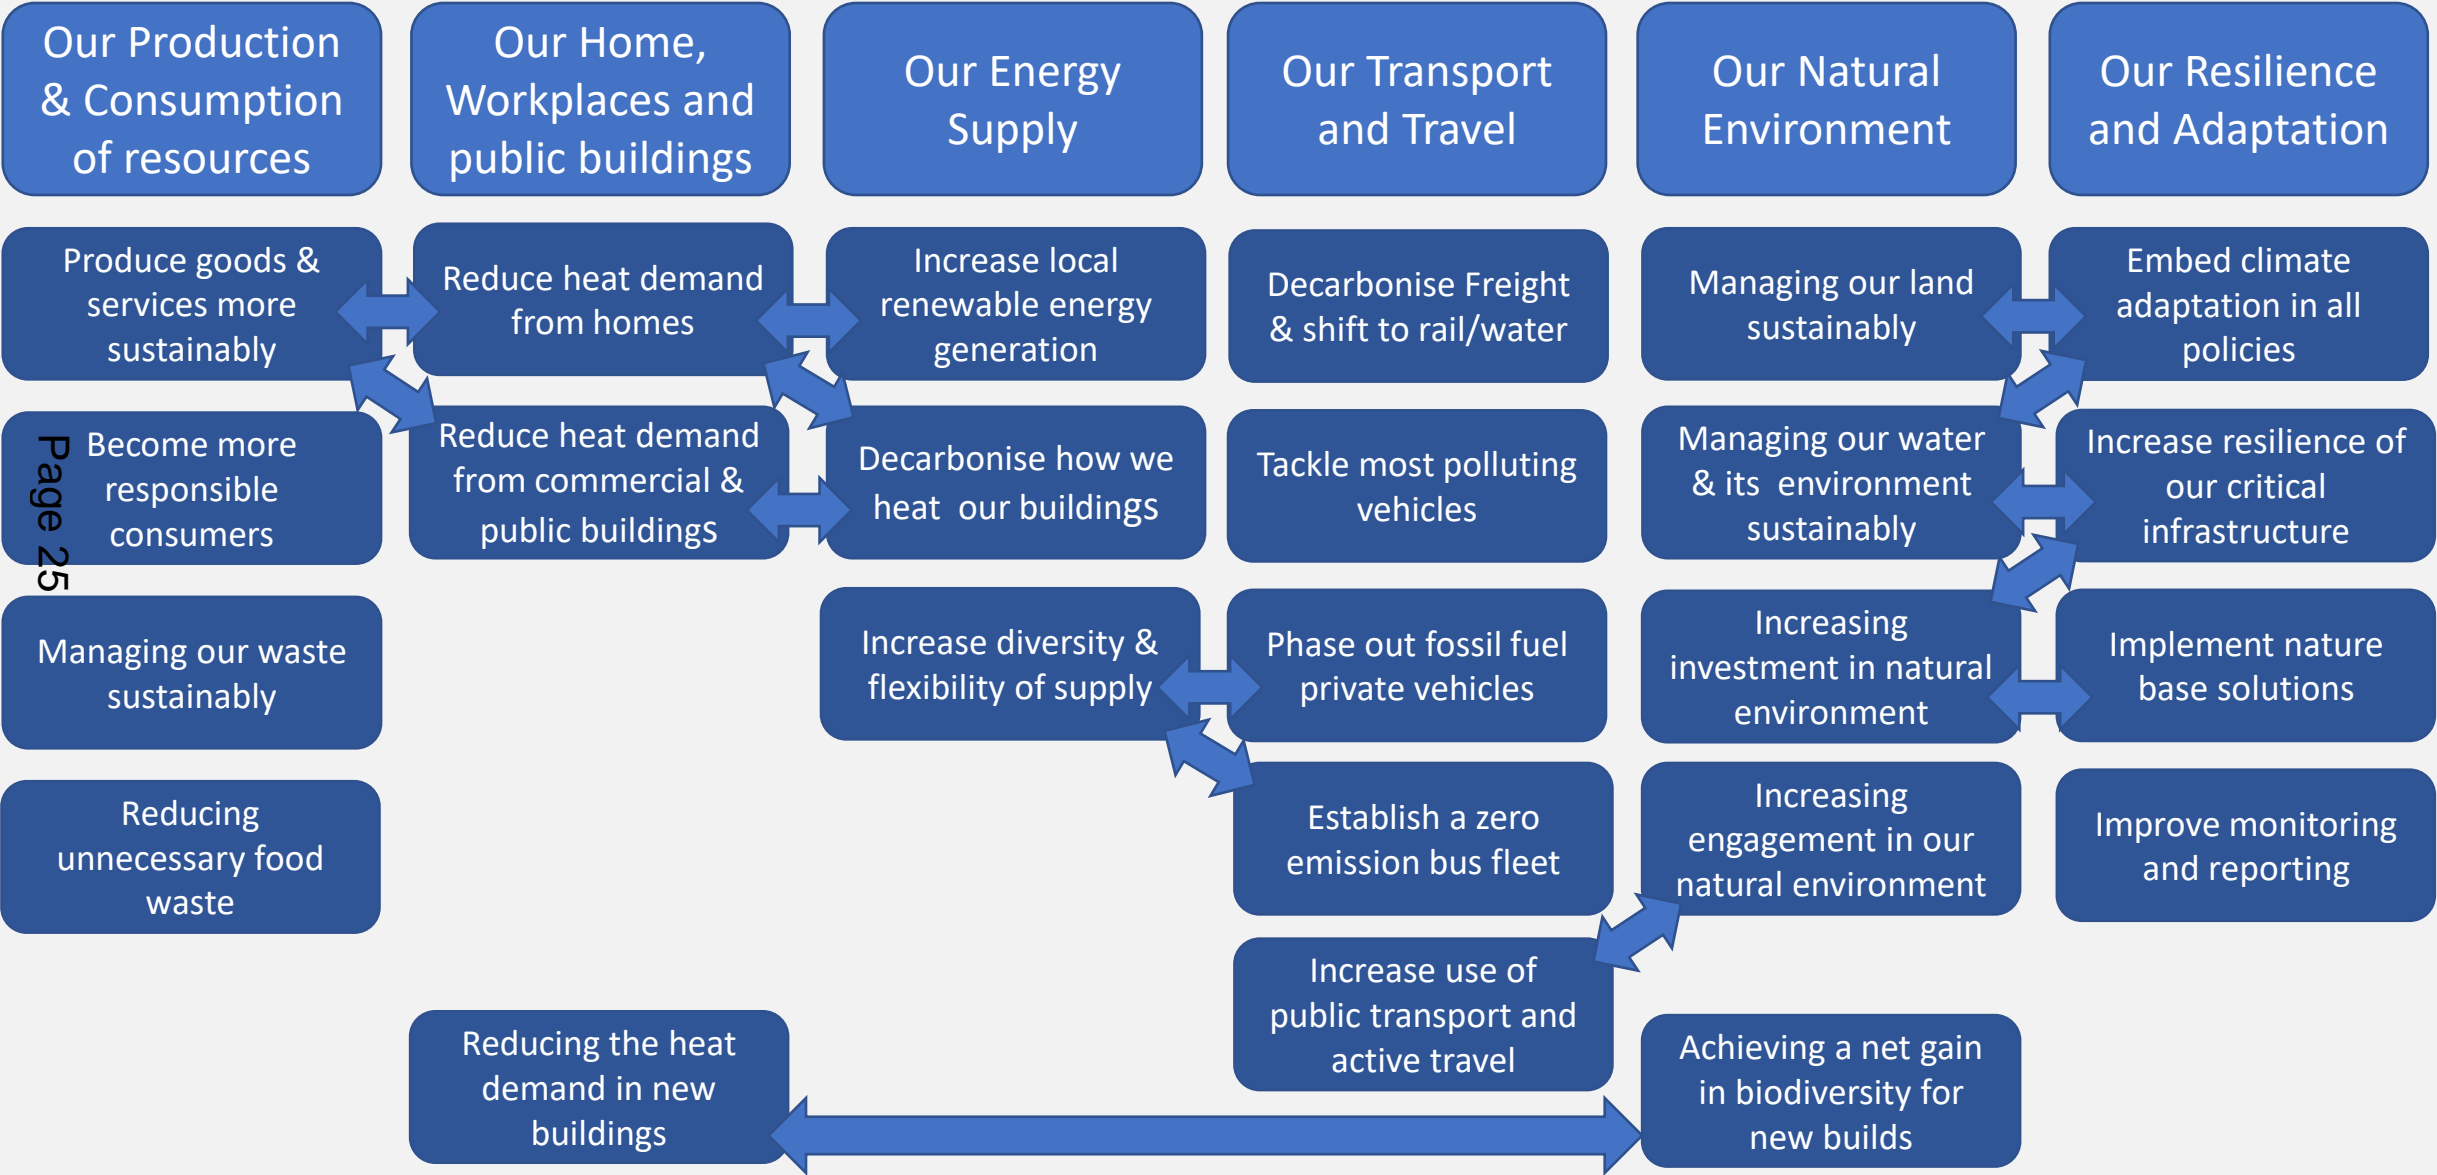 Our Production
& Consumption
of resources
Our Home,
Workplaces and
public buildings
Our Energy
Supply
Our Transport
and Travel
Our Natural
Environment
Our Resilience
and Adaptation
Produce goods &
services more
sustainably
Become more
responsible
consumers
Managing our waste
sustainably
Reducing
unnecessary food
waste
Reduce heat demand
from homes
Reduce heat demand
from commercial &
public buildings
Reducing the heat
demand in new
buildings
Increase local
renewable energy
generation
Decarbonise how we
heat our buildings
Increase diversity &
flexibility of supply
Decarbonise Freight
& shift to rail/water
Tackle most polluting
vehicles
Phase out fossil fuel
private vehicles
Establish a zero
emission bus fleet
Increase use of
public transport and
active travel
Managing our land
sustainably
Managing our water
& its environment
sustainably
Increasing
investment in natural
environment
Increasing
engagement in our
natural environment
Achieving a net gain
in biodiversity for
new builds
Embed climate
adaptation in all
policies
Increase resilience of
our critical
infrastructure
Implement nature
base solutions
Improve monitoring
and reporting
Page 25